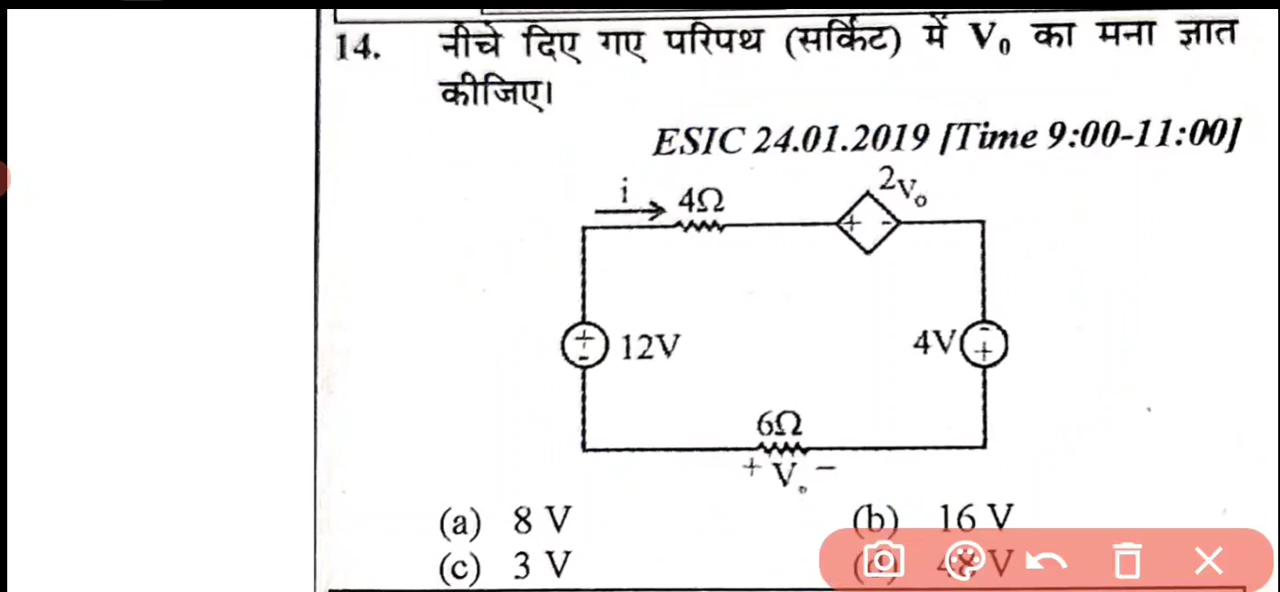 14. नीचे दिए गए परिपथ (सर्किट) में V₀ का मना ज्ञात
कीजिए।
ESIC 24.01.2019 [Time 9:00-11:00]
i 4Ω 2v₀
+ -
+ - 12V 4V - +
6Ω
+ V₀ -
(a) 8 V (b) 16 V
(c) 3 V (d) 48 V